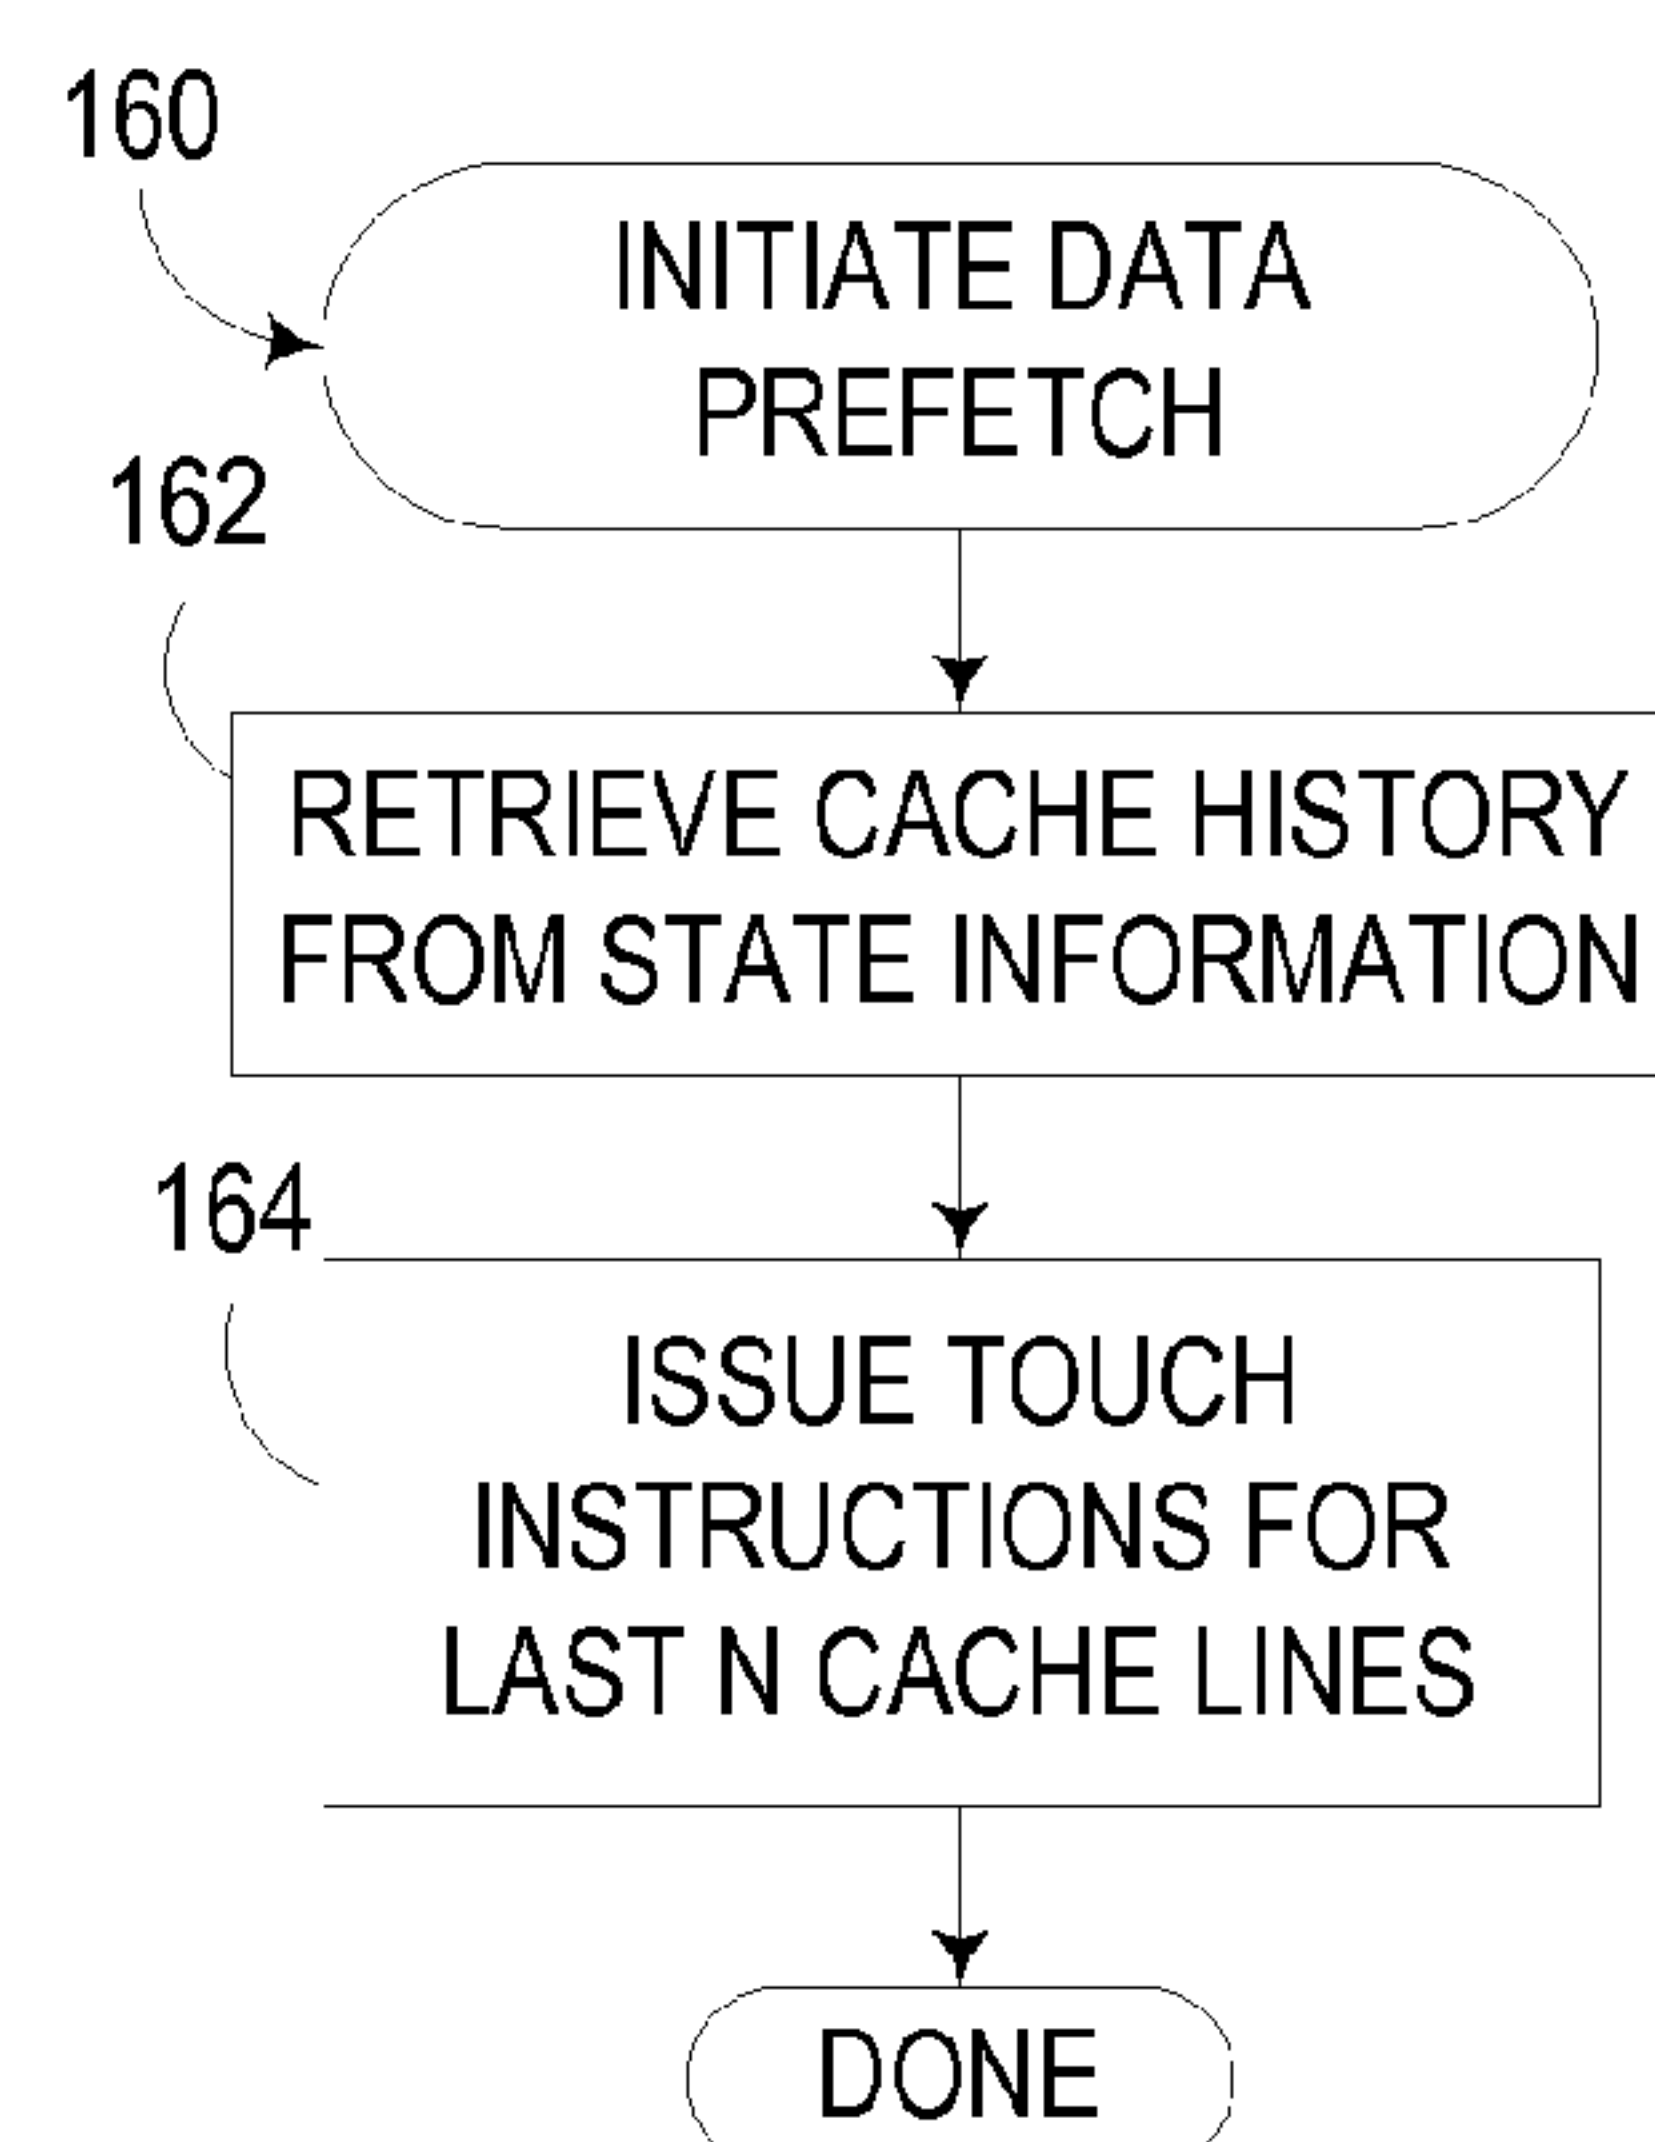 160
INITIATE DATA
PREFETCH
162
RETRIEVE CACHE HISTORY
FROM STATE INFORMATION
164
ISSUE TOUCH
INSTRUCTIONS FOR
LAST N CACHE LINES
DONE